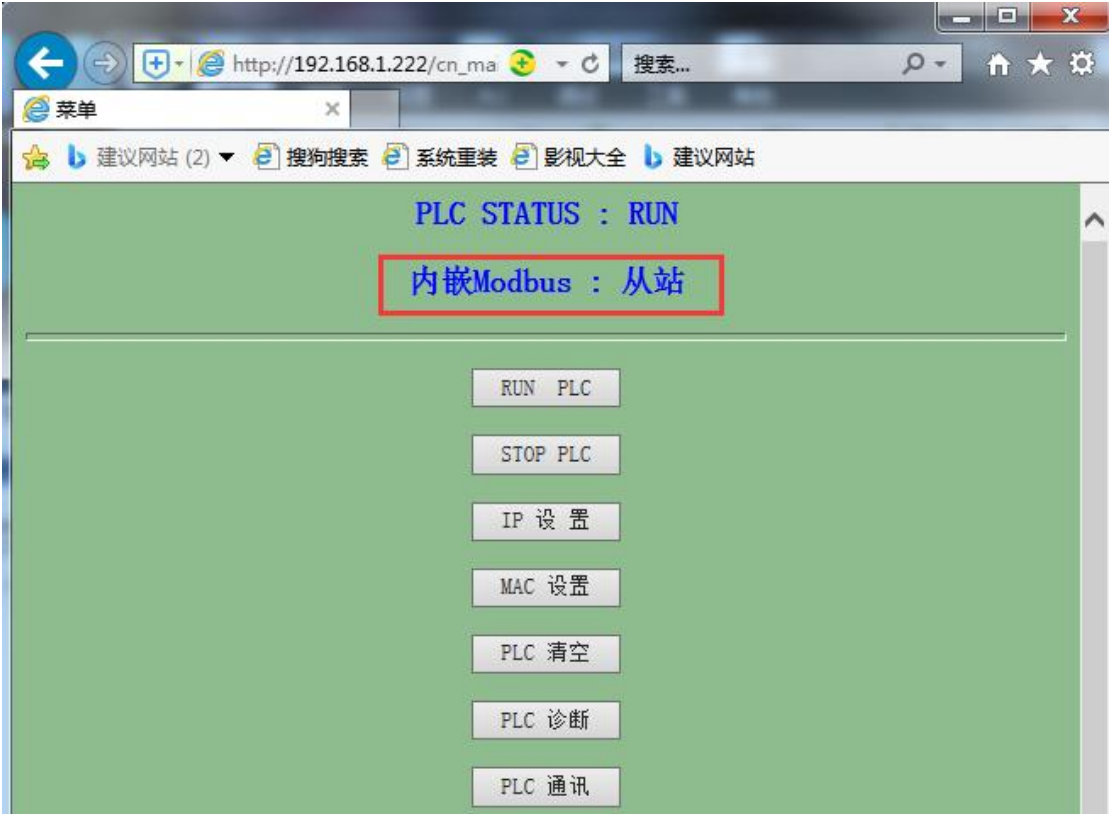 http://192.168.1.222/cn_ma
搜索...
菜单
建议网站 (2)
搜狗搜索
系统重装
影视大全
建议网站
PLC STATUS : RUN
内嵌Modbus : 从站
RUN PLC
STOP PLC
IP 设 置
MAC 设置
PLC 清空
PLC 诊断
PLC 通讯